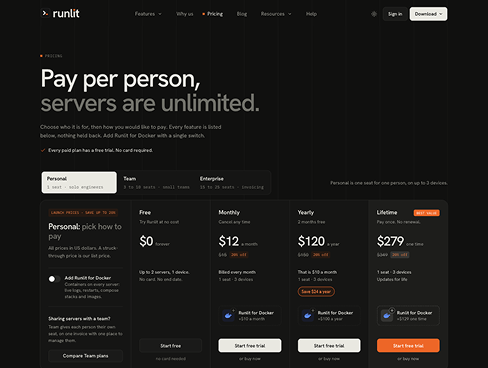 runlit
Features
Why us
Pricing
Blog
Resources
Help
Sign in
Download
PRICING
Pay per person,
servers are unlimited.
Choose who it is for, then how you would like to pay. Every feature is listed
below, nothing held back. Add Runlit for Docker with a single switch.
Every paid plan has a free trial. No card required.
Personal
1 seat · solo engineers
Team
3 to 10 seats · small teams
Enterprise
11 to 25 seats · invoicing
Personal is one seat for one person, on up to 3 devices.
LAUNCH PRICES · SAVE UP TO
Personal: pick how to
pay
All prices in US dollars. A struck-
through price is our list price.
Add Runlit for Docker
Containers on every server:
live logs, restarts, compose
stacks and images.
Sharing servers with a team?
Team gives each person their own
seat, on one invoice with one place to
manage them.
Compare Team plans
Free
Try Runlit at no cost
$0 forever
Up to 2 servers, 1 device.
No card. No end date.
Start free
no card needed
Monthly
Cancel any time
$12 a month
$15 20% off
Billed every month
1 seat · 3 devices
Runlit for Docker
+$10 a month
Start free trial
or buy now
Yearly
2 months free
$120 a year
$150 20% off
That is $10 a month
1 seat · 3 devices
Save $24 a year
Runlit for Docker
+$100 a year
Start free trial
or buy now
Lifetime
BEST VALUE
Pay once. No renewal.
$279 one time
$349 20% off
1 seat · 3 devices
Updates for life
Runlit for Docker
+$129 one time
Start free trial
or buy now